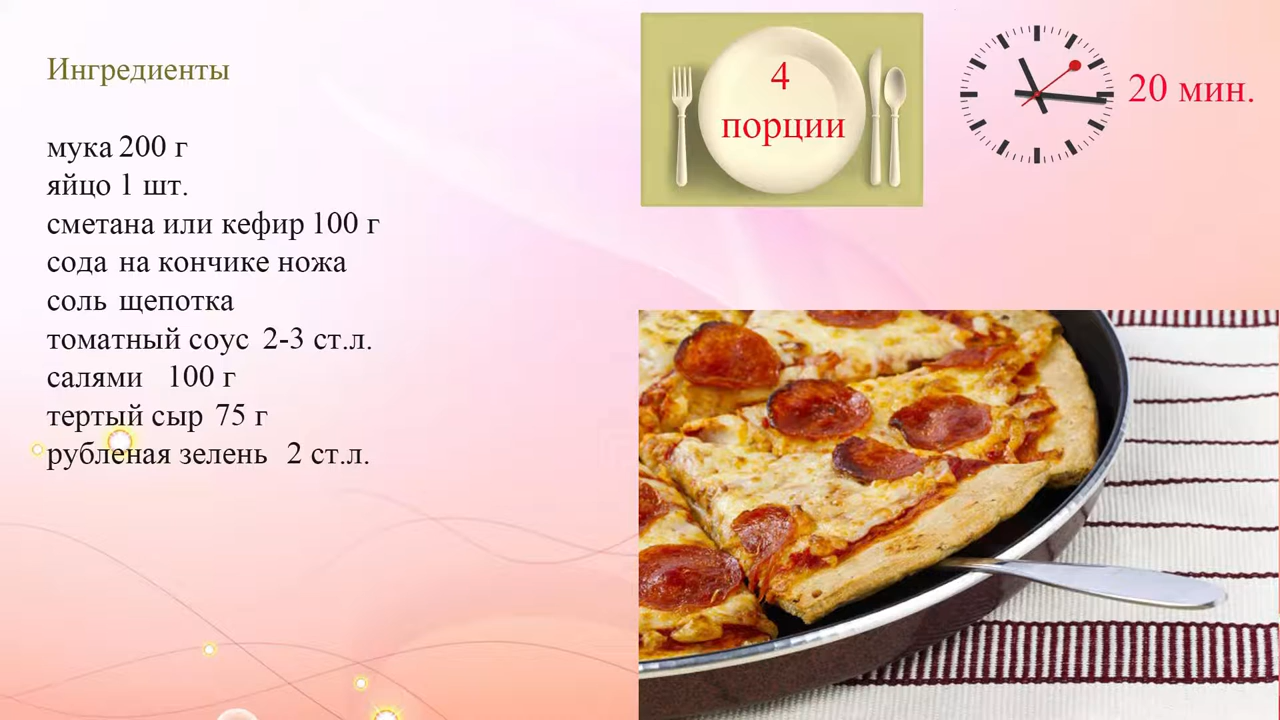 Ингредиенты
мука 200 г
яйцо 1 шт.
сметана или кефир 100 г
сода на кончике ножа
соль щепотка
томатный соус 2-3 ст.л.
салями 100 г
тертый сыр 75 г
рубленая зелень 2 ст.л.
4
порции
20 мин.